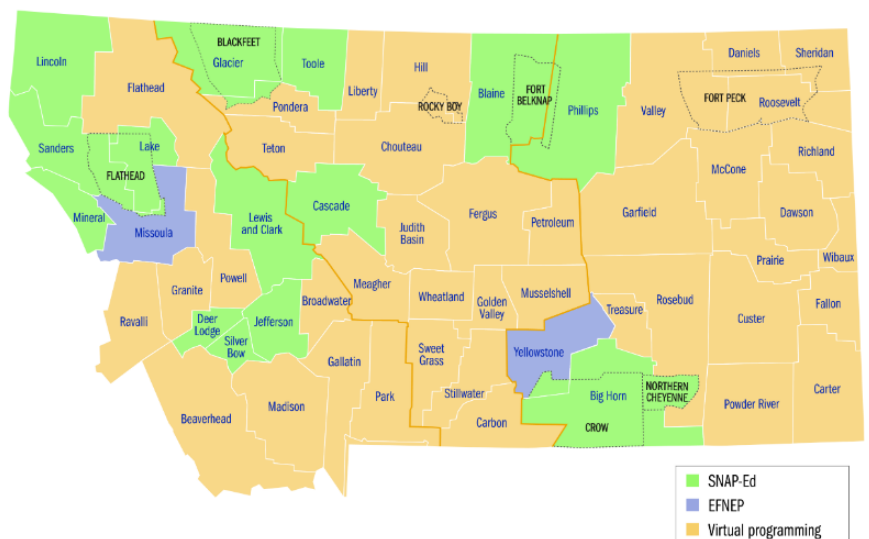 BLACKFEET
Glacier
Lincoln
Toole
Flathead
Liberty
Hill
ROCKY BOY
Pondera
Blaine
FORT
BELKNAP
Phillips
Valley
Daniels
Sheridan
FORT PECK
Roosevelt
Sanders
Lake
FLATHEAD
Teton
Chouteau
McCone
Richland
Mineral
Missoula
Lewis
and Clark
Cascade
Judith
Basin
Fergus
Petroleum
Garfield
Dawson
Prairie
Wibaux
Ravalli
Granite
Powell
Broadwater
Meagher
Wheatland
Golden
Valley
Musselshell
Treasure
Rosebud
Custer
Fallon
Deer
Lodge
Silver
Bow
Jefferson
Gallatin
Park
Sweet
Grass
Yellowstone
Stillwater
Carbon
Big Horn
NORTHERN
CHEYENNE
CROW
Powder River
Carter
Beaverhead
Madison
SNAP-Ed
EFNEP
Virtual programming